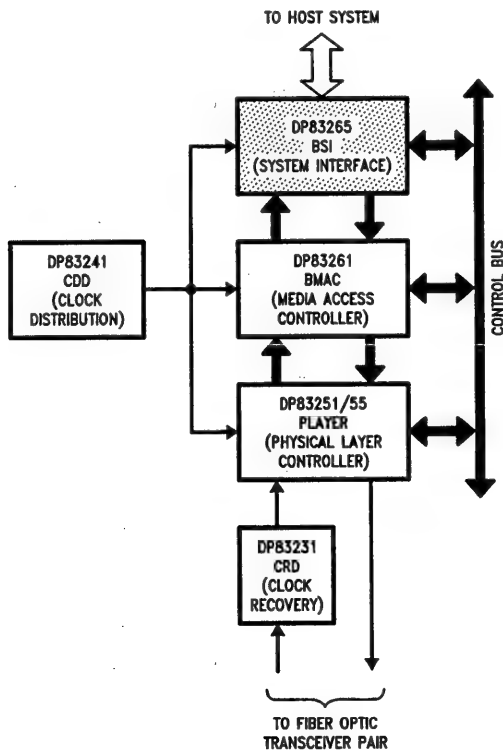 TO HOST SYSTEM
DP83265
BSI
(SYSTEM INTERFACE)
DP83241
CDD
(CLOCK
DISTRIBUTION)
DP83261
BMAC
(MEDIA ACCESS
CONTROLLER)
CONTROL BUS
DP83251/55
PLAYER
(PHYSICAL LAYER
CONTROLLER)
DP83231
CRD
(CLOCK
RECOVERY)
TO FIBER OPTIC
TRANSCEIVER PAIR